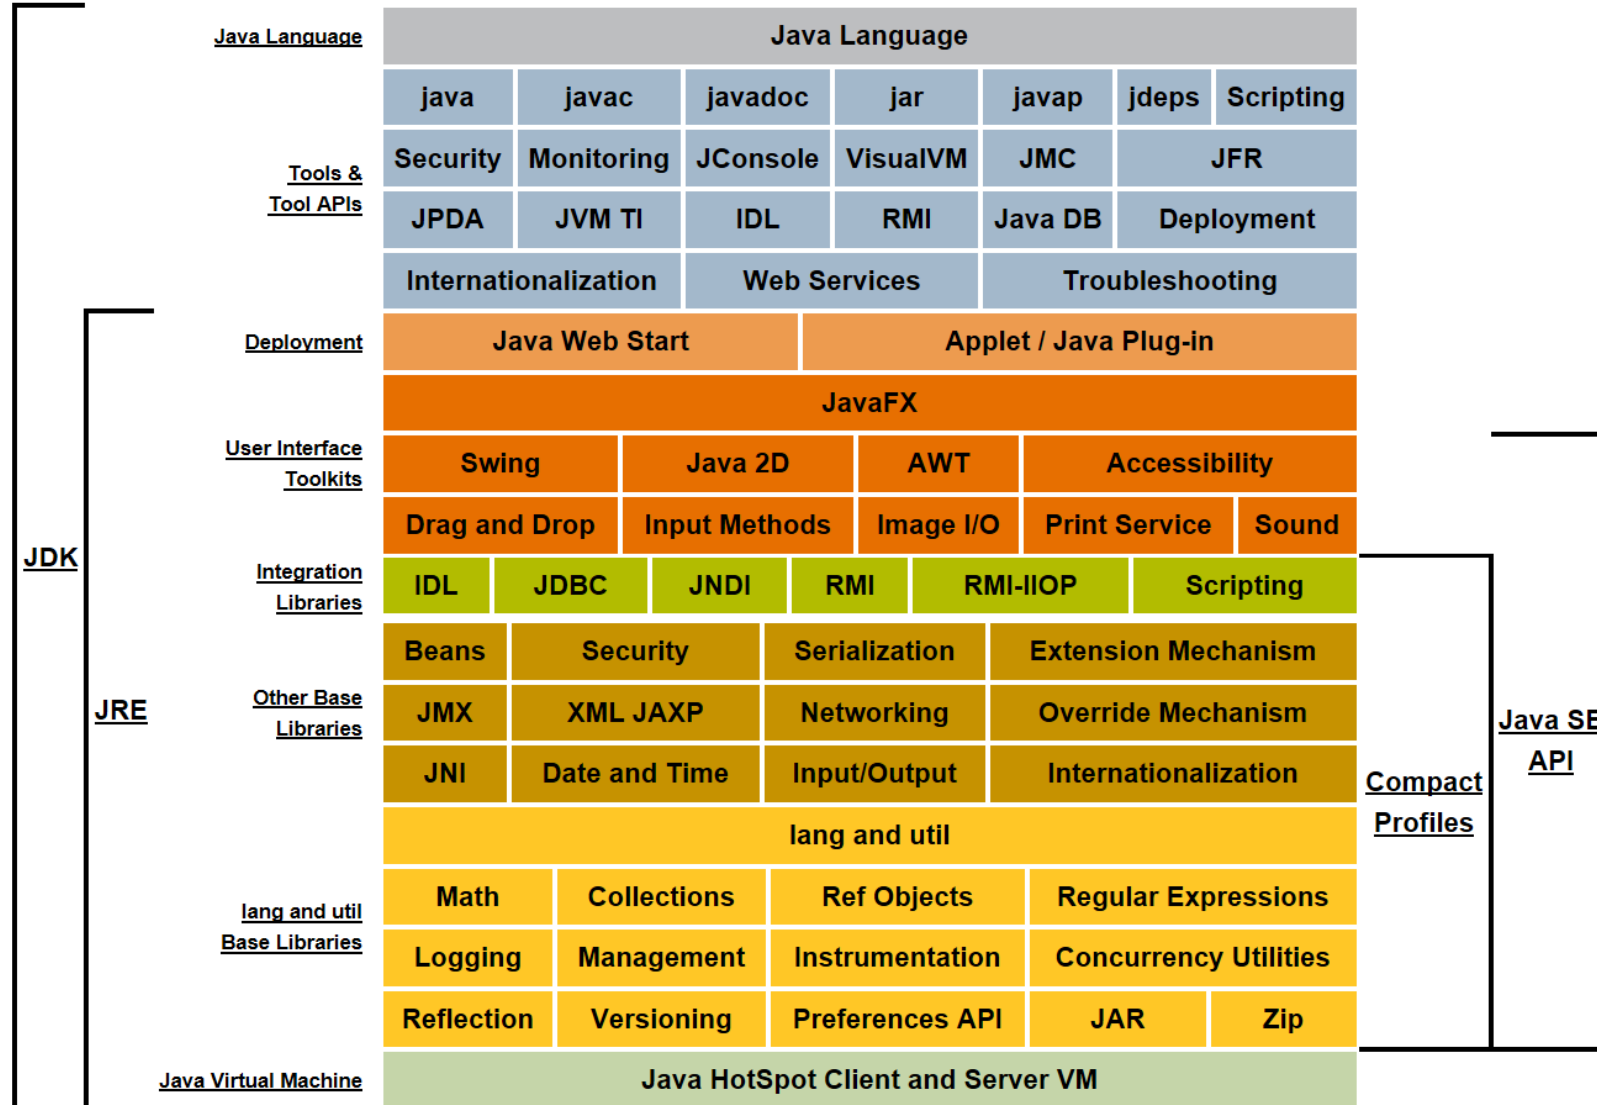 Java Language
Java Language
java javac javadoc jar javap jdeps Scripting
Security Monitoring JConsole VisualVM JMC JFR
Tools &
Tool APIs
JPDA JVM TI IDL RMI Java DB Deployment
Internationalization Web Services Troubleshooting
Deployment
Java Web Start Applet / Java Plug-in
JavaFX
User Interface
Toolkits
Swing Java 2D AWT Accessibility
Drag and Drop Input Methods Image I/O Print Service Sound
JDK
Integration
Libraries
IDL JDBC JNDI RMI RMI-IIOP Scripting
Beans Security Serialization Extension Mechanism
JRE
Other Base
Libraries
JMX XML JAXP Networking Override Mechanism
Java SE
API
JNI Date and Time Input/Output Internationalization
Compact
Profiles
lang and util
Math Collections Ref Objects Regular Expressions
lang and util
Base Libraries
Logging Management Instrumentation Concurrency Utilities
Reflection Versioning Preferences API JAR Zip
Java Virtual Machine
Java HotSpot Client and Server VM